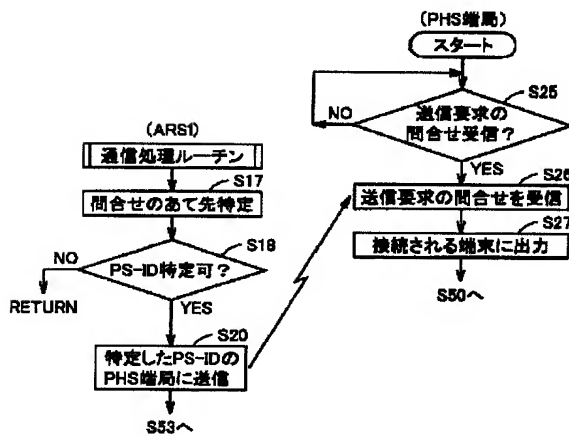 (PHS端局)
スタート
S25
NO
送信要求の
問合せ受信？
YES
S26
送信要求の問合せを受信
S27
接続される端末に出力
S50へ
(ARS1)
通信処理ルーチン
S17
問合せのあて先特定
S18
NO
PS-ID特定可？
RETURN
YES
S20
特定したPS-IDの
PHS端局に送信
S53へ